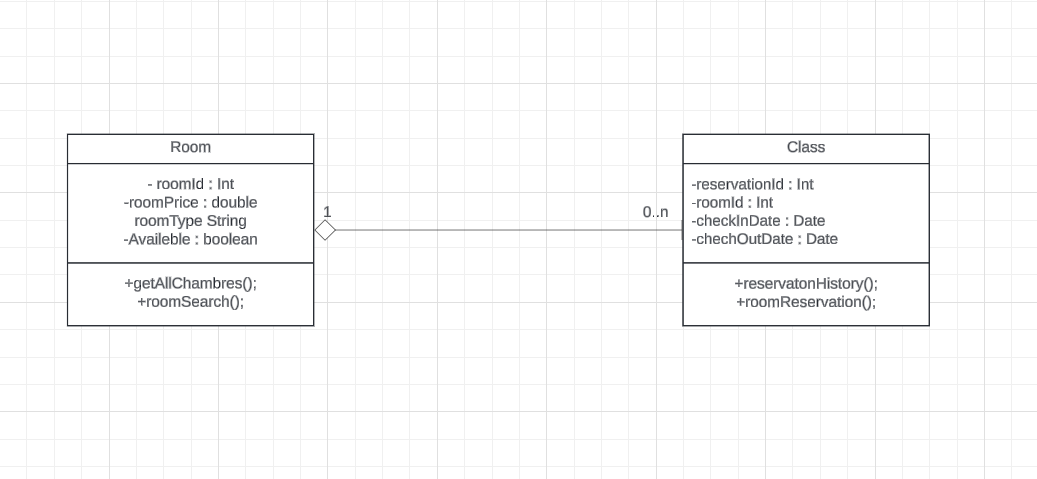 Room
- roomId : Int
-roomPrice : double
roomType String
-Availeble : boolean
+getAllChambres();
+roomSearch();
1
0..n
Class
-reservationId : Int
-roomId : Int
-checkInDate : Date
-chechOutDate : Date
+reservatonHistory();
+roomReservation();